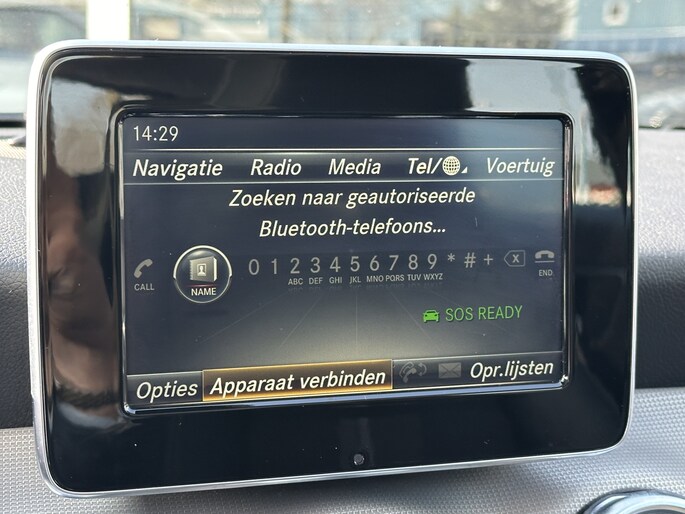 14:29
Navigatie Radio Media Tel/ Voertuig
Zoeken naar geautoriseerde
Bluetooth-telefoons...
0 1 2 3 4 5 6 7 8 9 * # +
ABC DEF GHI JKL MNO PQRS TUV WXYZ
CALL NAME END
SOS READY
Opties Apparaat verbinden Opr.lijsten